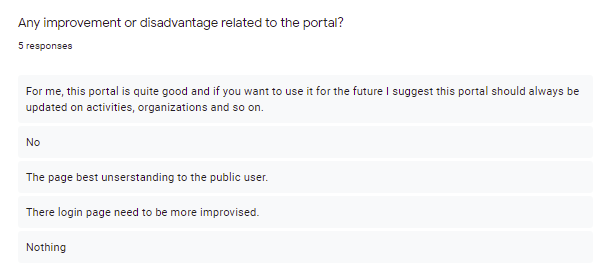 Any improvement or disadvantage related to the portal?
5 responses
For me, this portal is quite good and if you want to use it for the future I suggest this portal should always be
updated on activities, organizations and so on.
No
The page best unserstanding to the public user.
There login page need to be more improvised.
Nothing